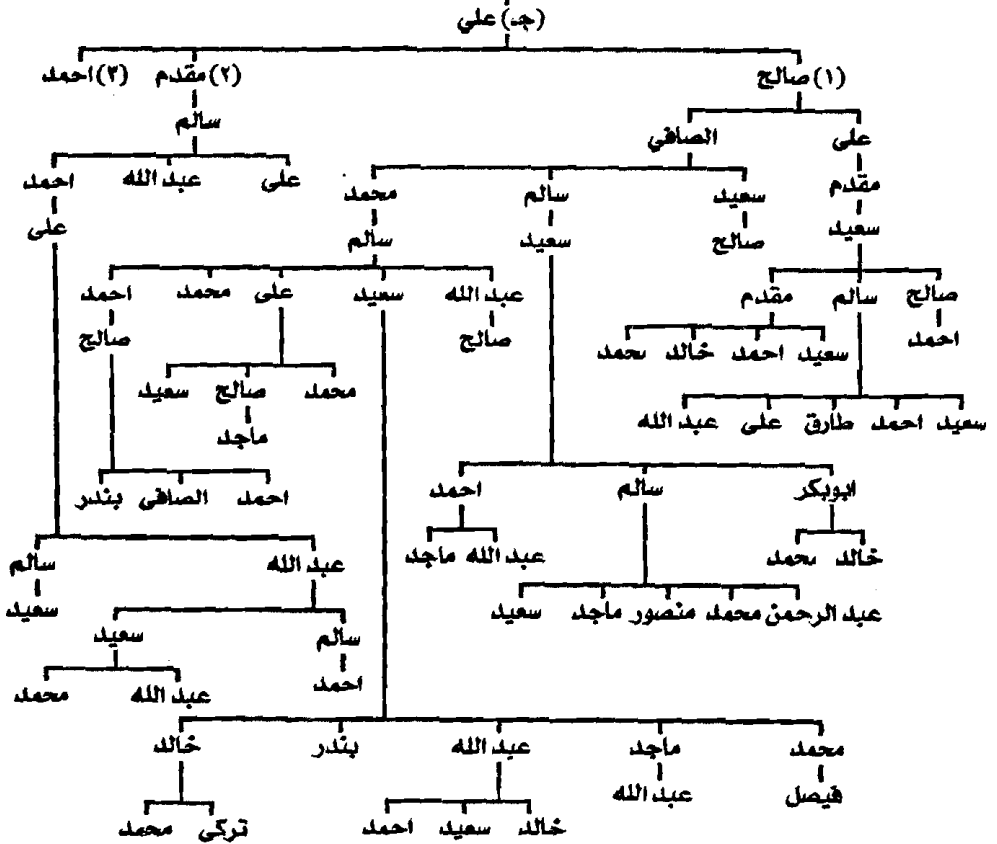 (جـ) علي
(١) صالح (٢) مقدم (٣) احمد
سالم
على الصافي
على عبد الله احمد
مقدم سعيد سالم محمد
سعيد صالح سعيد سالم على
صالح سالم مقدم عبد الله سعيد على محمد احمد
احمد صالح صالح
سعيد احمد خالد محمد
محمد صالح سعيد
سعيد احمد طارق على عبد الله
ماجد
ابوبكر سالم احمد احمد الصافى بندر
خالد محمد عبد الله ماجد عبد الله سالم
عبد الرحمن محمد منصور ماجد سعيد سعيد
سالم سعيد
احمد عبد الله محمد
محمد ماجد عبد الله بندر خالد
فيصل عبد الله
خالد سعيد احمد تركى محمد